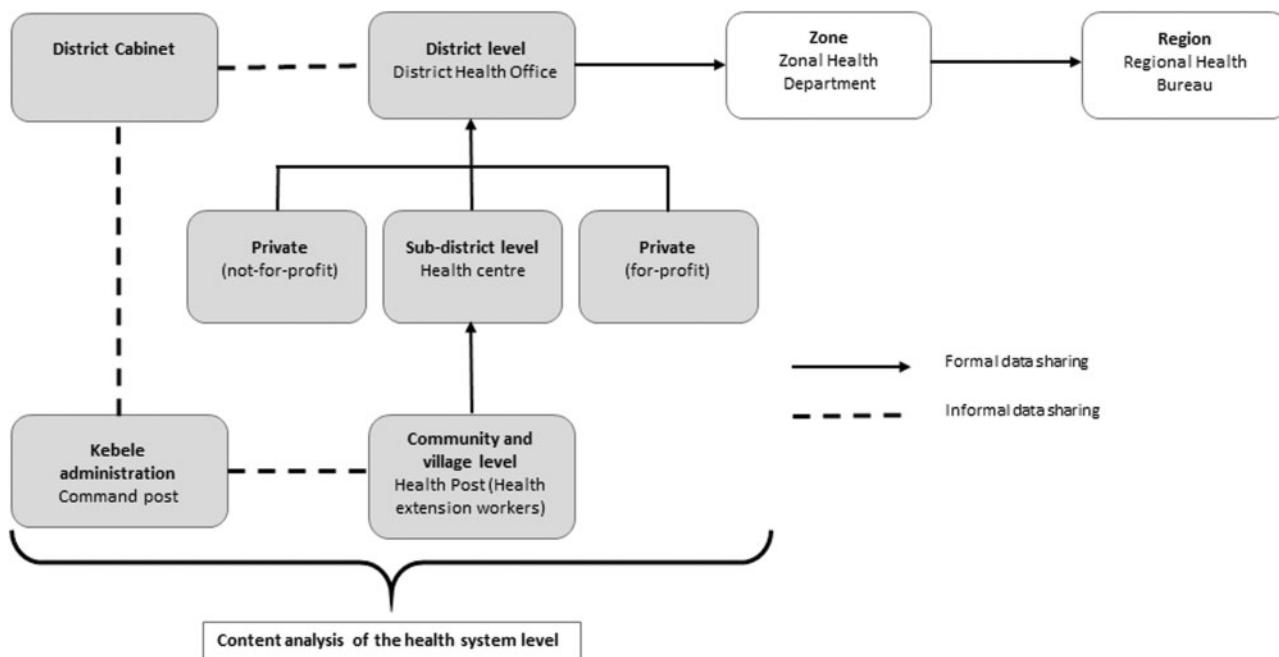 District Cabinet
District level
District Health Office
Zone
Zonal Health
Department
Region
Regional Health
Bureau
Private
(not-for-profit)
Sub-district level
Health centre
Private
(for-profit)
Formal data sharing
Informal data sharing
Kebele
administration
Command post
Community and
village level
Health Post (Health
extension workers)
Content analysis of the health system level